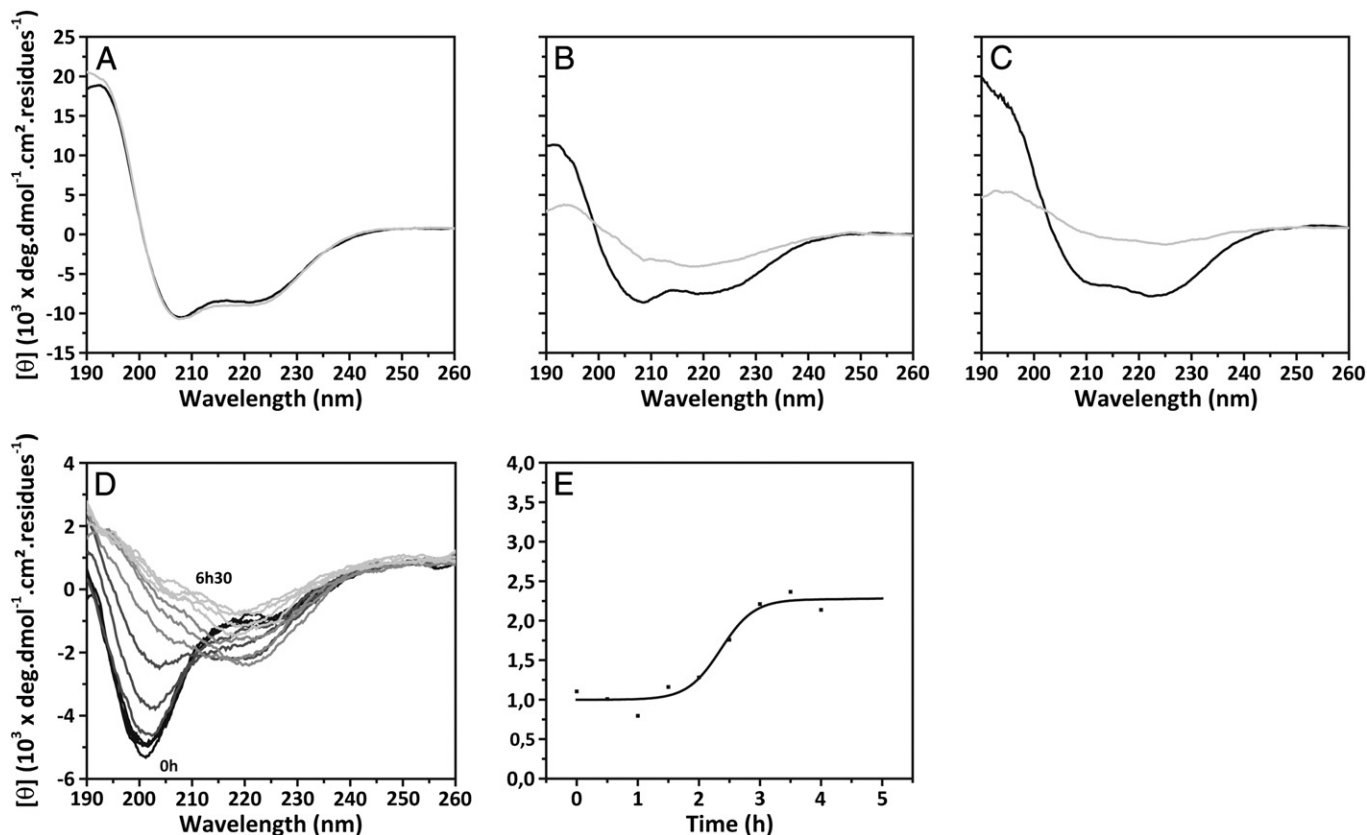 [θ] (10³ x deg.dmol⁻¹.cm².residues⁻¹)
25
20
15
10
5
0
-5
-10
-15
A
190 200 210 220 230 240 250 260
Wavelength (nm)
B
190 200 210 220 230 240 250 260
Wavelength (nm)
C
190 200 210 220 230 240 250 260
Wavelength (nm)
[θ] (10³ x deg.dmol⁻¹.cm².residues⁻¹)
4
2
0
-2
-4
-6
D
6h30
0h
190 200 210 220 230 240 250 260
Wavelength (nm)
4,0
3,5
3,0
2,5
2,0
1,5
1,0
0,5
0,0
E
0 1 2 3 4 5
Time (h)